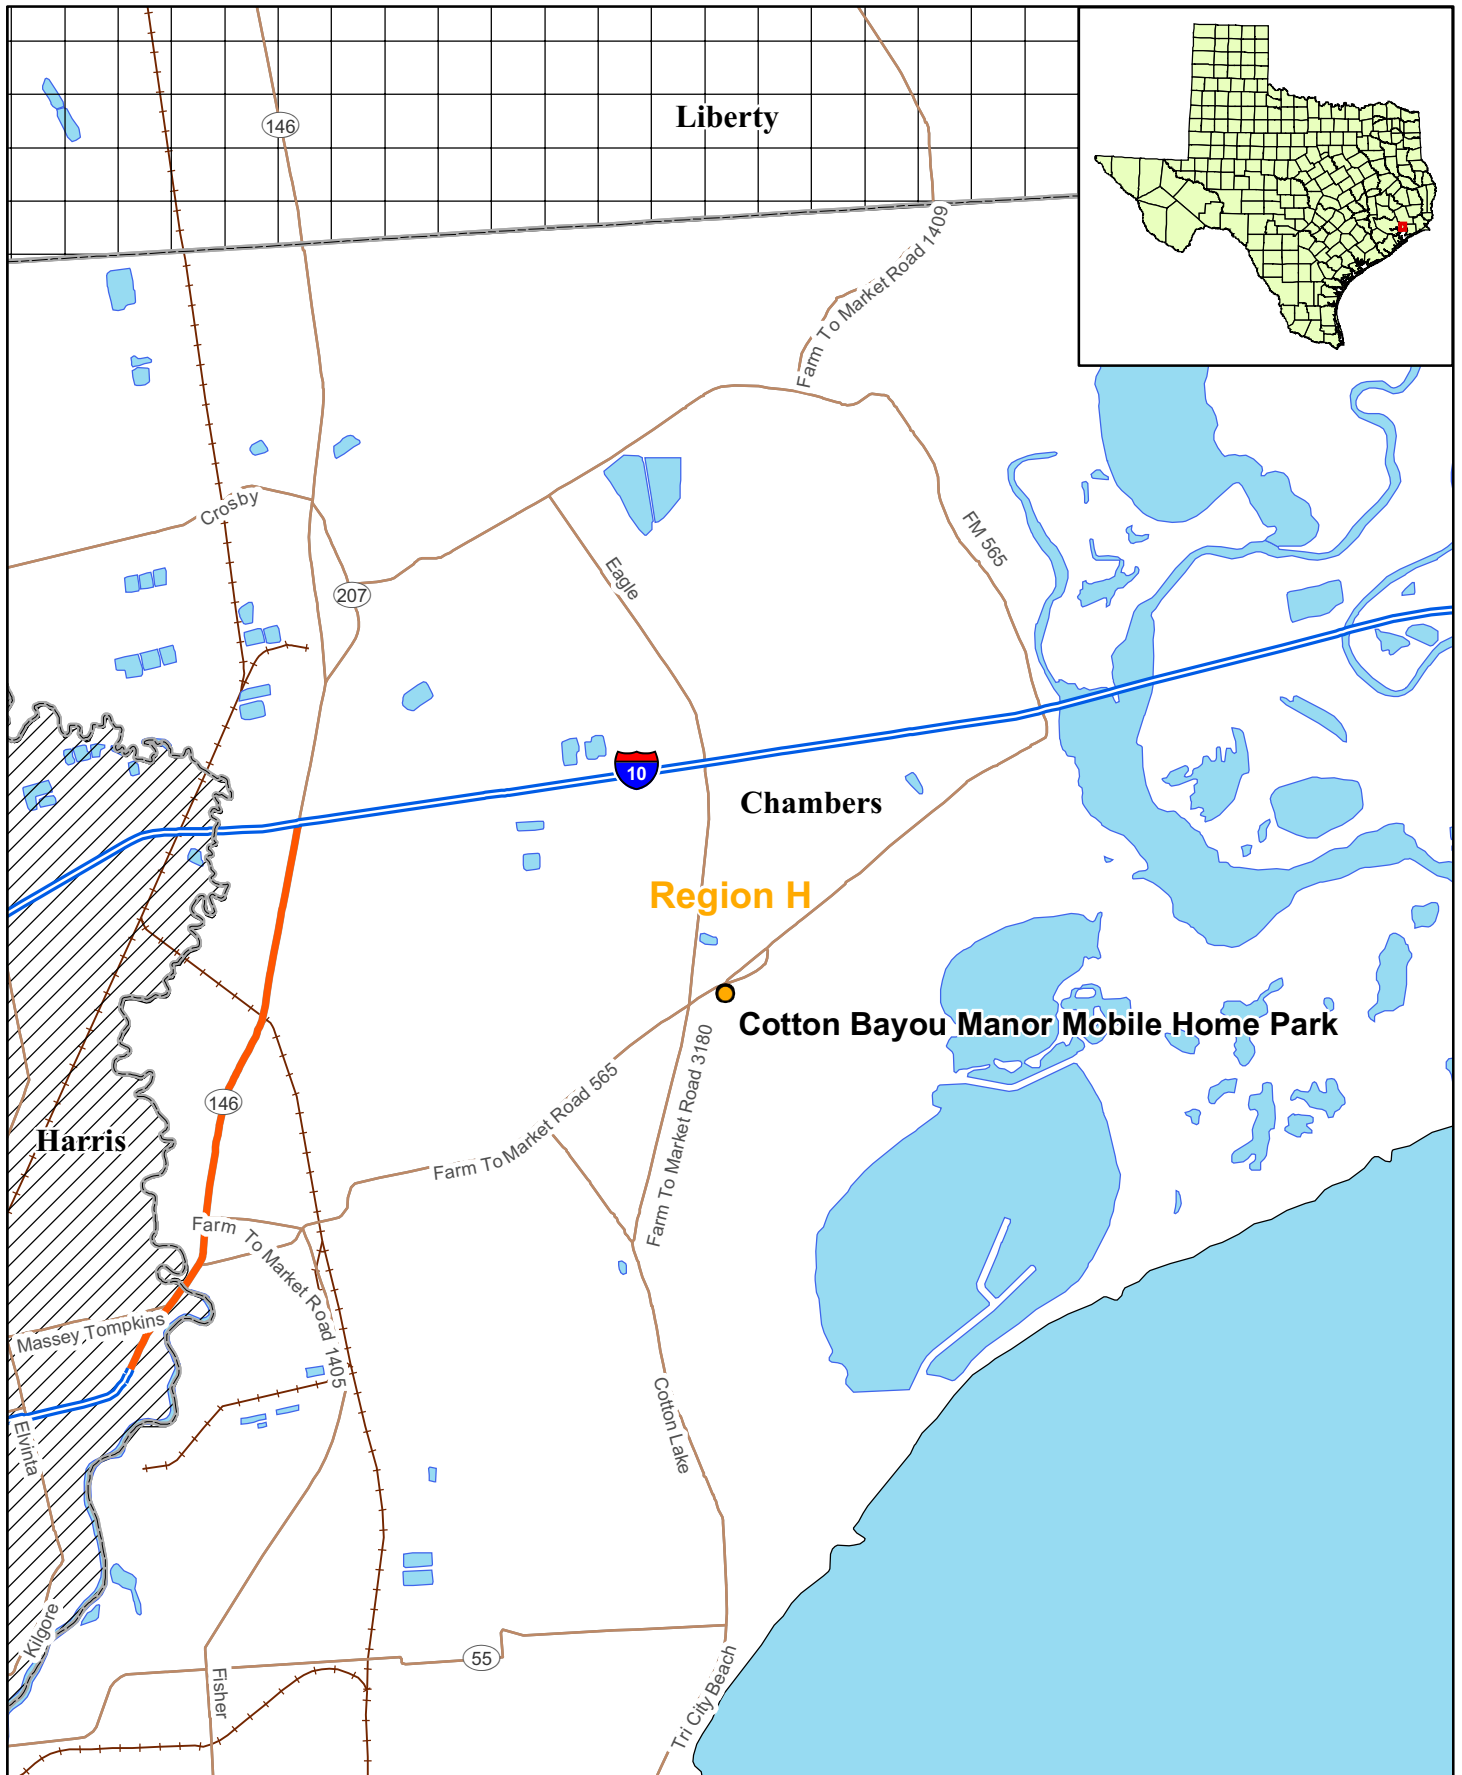 Liberty
146
Farm To Market Road 1409
Crosby
207
Eagle
FM 565
10
Chambers
Region H
Cotton Bayou Manor Mobile Home Park
146
Harris
Farm To Market Road 565
Farm To Market Road 3180
Farm To Market Road 1405
Massey Tompkins
Elvinta
Cotton Lake
Kilgore
55
Fisher
Tri City Beach